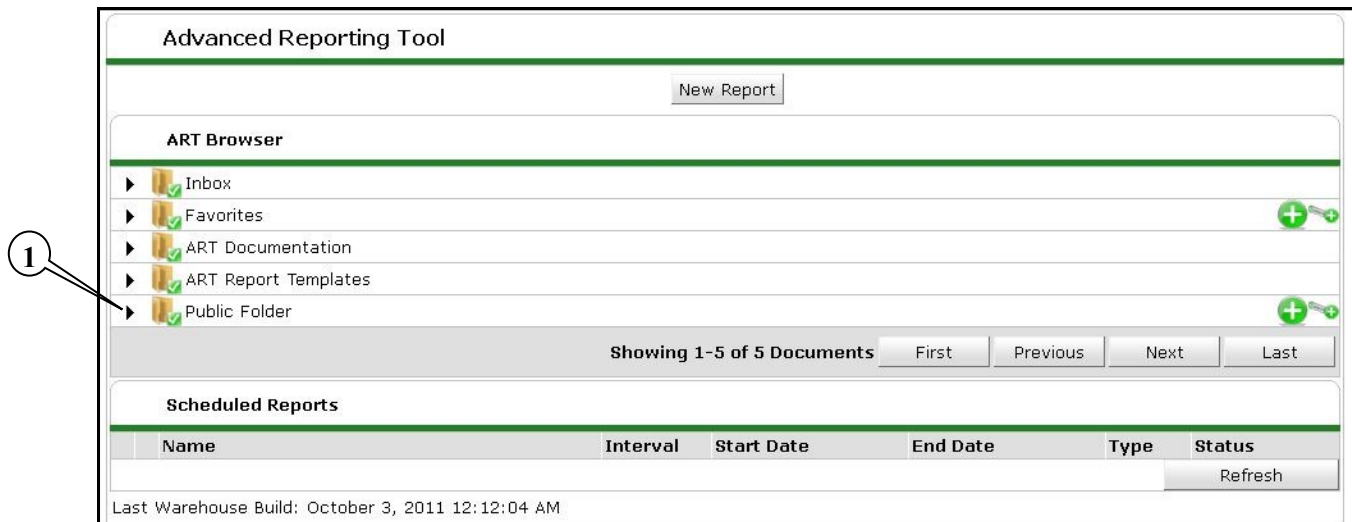 Advanced Reporting Tool
New Report
ART Browser
Inbox
Favorites
ART Documentation
1
ART Report Templates
Public Folder
Showing 1-5 of 5 Documents First Previous Next Last
Scheduled Reports
Name Interval Start Date End Date Type Status
Refresh
Last Warehouse Build: October 3, 2011 12:12:04 AM